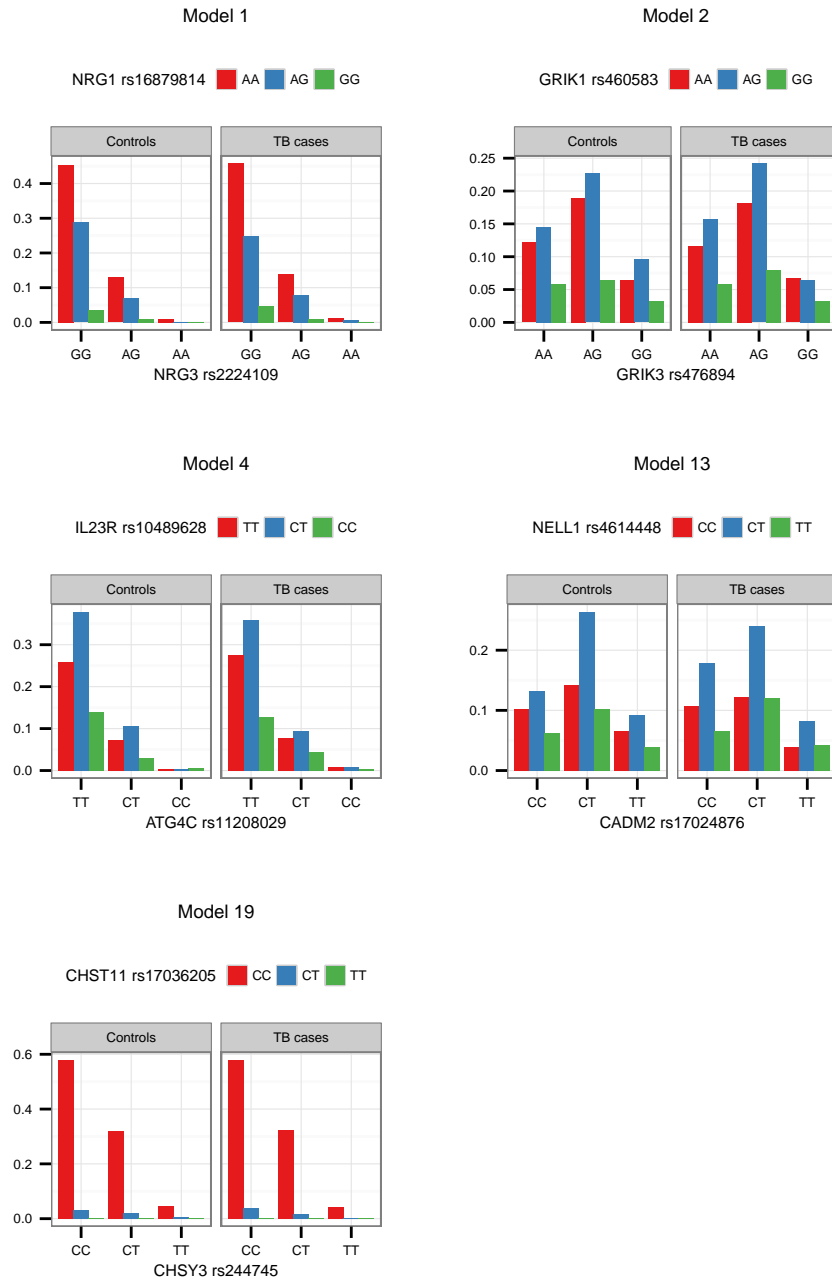 Model 1
NRG1 rs16879814 AA AG GG
Controls TB cases
0.4
0.3
0.2
0.1
0.0
GG AG AA GG AG AA
NRG3 rs2224109
Model 2
GRIK1 rs460583 AA AG GG
Controls TB cases
0.25
0.20
0.15
0.10
0.05
0.00
AA AG GG AA AG GG
GRIK3 rs476894
Model 4
IL23R rs10489628 TT CT CC
Controls TB cases
0.3
0.2
0.1
0.0
TT CT CC TT CT CC
ATG4C rs11208029
Model 13
NELL1 rs4614448 CC CT TT
Controls TB cases
0.2
0.1
0.0
CC CT TT CC CT TT
CADM2 rs17024876
Model 19
CHST11 rs17036205 CC CT TT
Controls TB cases
0.6
0.4
0.2
0.0
CC CT TT CC CT TT
CHSY3 rs244745